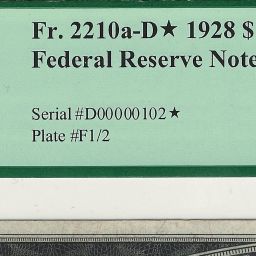 Fr. 2210a-D★ 1928 $
Federal Reserve Note
Serial #D00000102★
Plate #F1/2